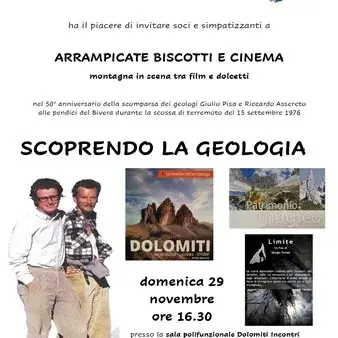 ha il piacere di invitare soci e simpatizzanti a
ARRAMPICATE BISCOTTI E CINEMA
montagna in scena tra film e dolcetti
nel 50° anniversario della scomparsa dei geologi Giulio Pisa e Riccardo Assereto
alle pendici del Bivera durante la scossa di terremoto del 15 settembre 1976
SCOPRENDO LA GEOLOGIA
DOLOMITI
Patrimonio
Limite
domenica 29
novembre
ore 16.30
presso la sala polifunzionale Dolomiti Incontri